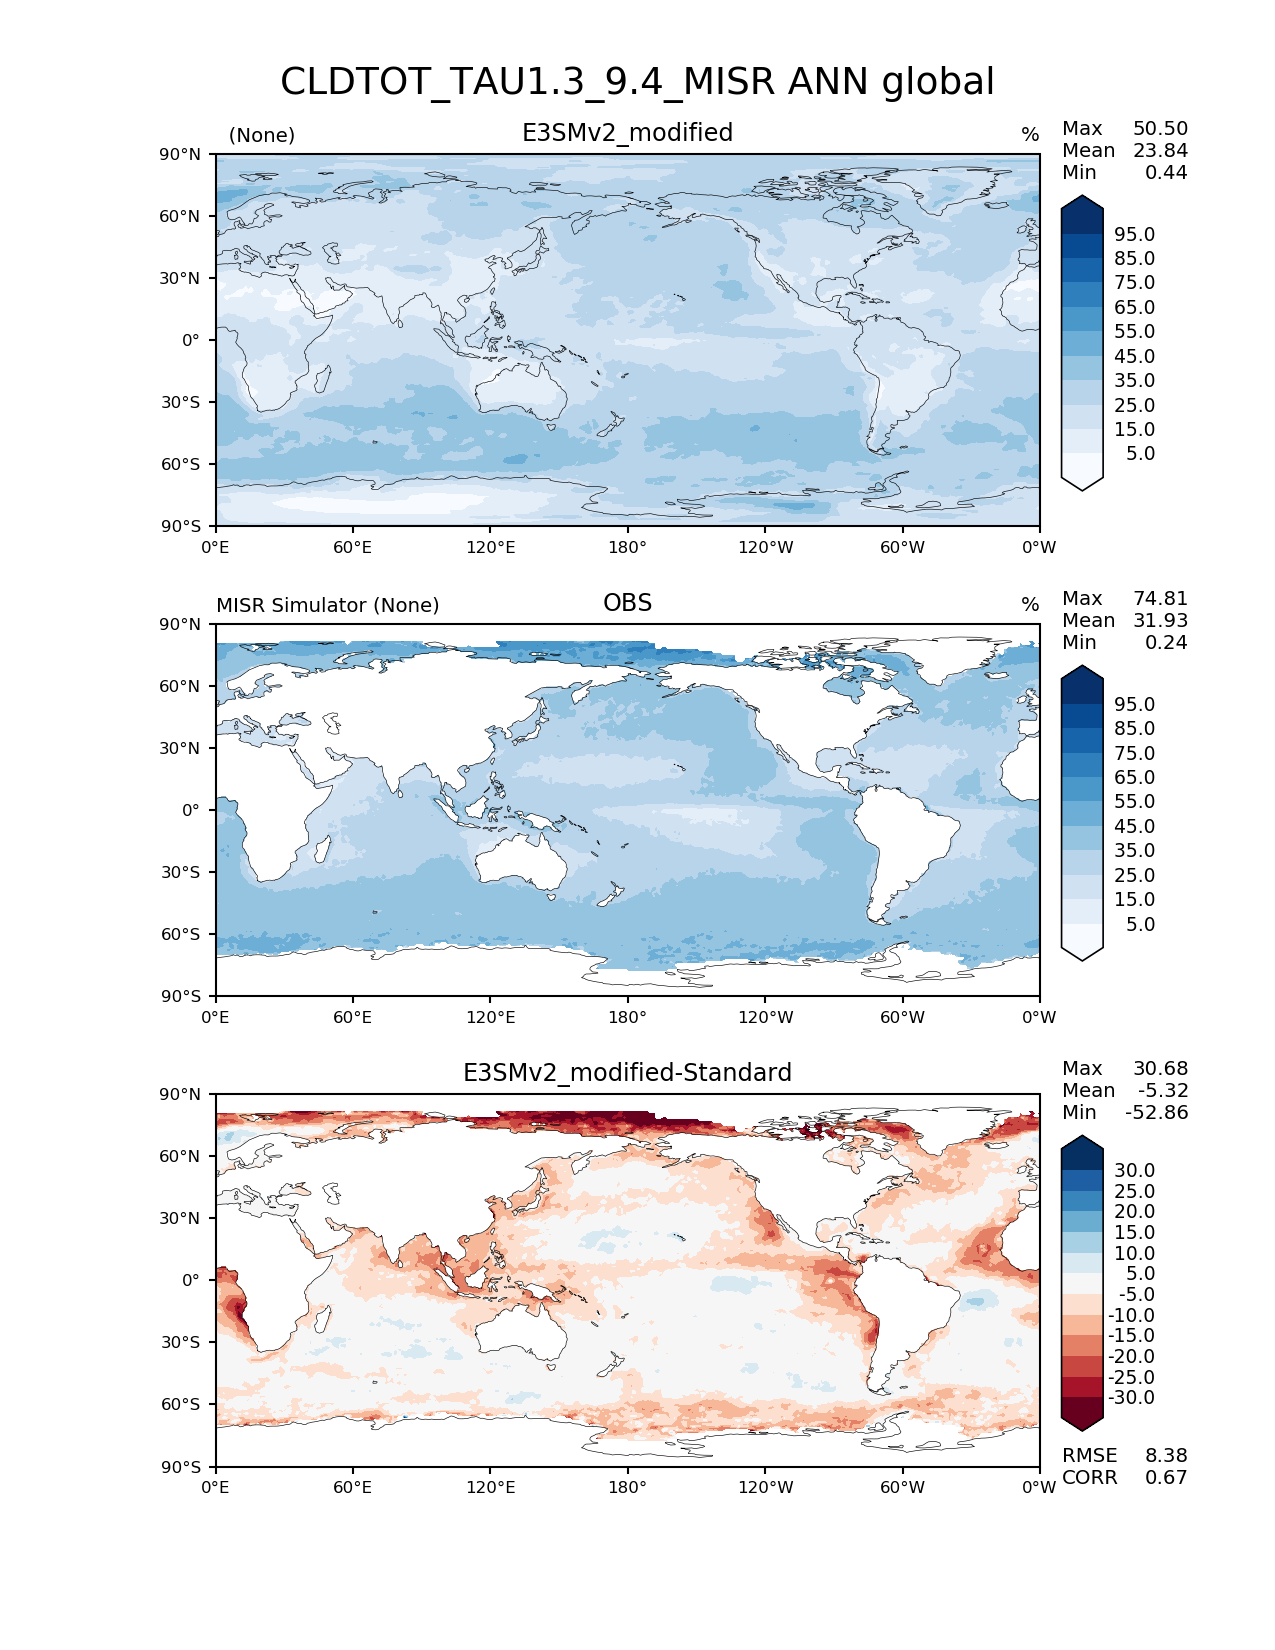 CLDTOT_TAU1.3_9.4_MISR ANN global
(None) E3SMv2_modified %
Max 50.50
Mean 23.84
Min 0.44
90°N
60°N
30°N
0°
30°S
60°S
90°S
0°E 60°E 120°E 180° 120°W 60°W 0°W
95.0
85.0
75.0
65.0
55.0
45.0
35.0
25.0
15.0
5.0
MISR Simulator (None) OBS %
Max 74.81
Mean 31.93
Min 0.24
90°N
60°N
30°N
0°
30°S
60°S
90°S
0°E 60°E 120°E 180° 120°W 60°W 0°W
95.0
85.0
75.0
65.0
55.0
45.0
35.0
25.0
15.0
5.0
E3SMv2_modified-Standard
Max 30.68
Mean -5.32
Min -52.86
90°N
60°N
30°N
0°
30°S
60°S
90°S
0°E 60°E 120°E 180° 120°W 60°W 0°W
30.0
25.0
20.0
15.0
10.0
5.0
-5.0
-10.0
-15.0
-20.0
-25.0
-30.0
RMSE 8.38
CORR 0.67